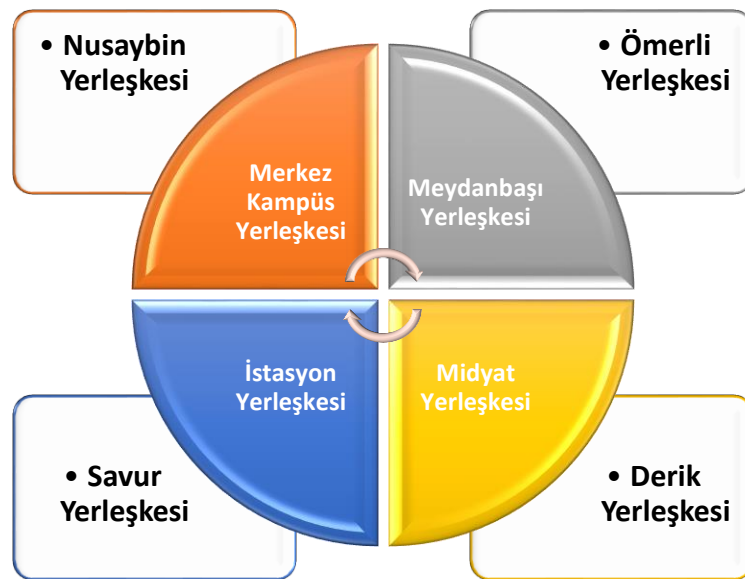 • Nusaybin
Yerleşkesi
• Ömerli
Yerleşkesi
Merkez
Kampüs
Yerleşkesi
Meydanbaşı
Yerleşkesi
İstasyon
Yerleşkesi
Midyat
Yerleşkesi
• Savur
Yerleşkesi
• Derik
Yerleşkesi